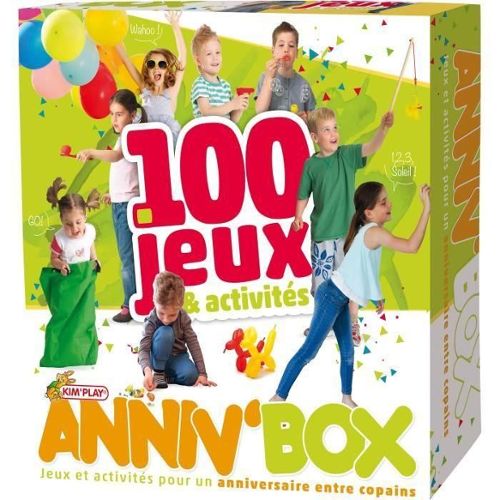 Wahoo !
100
jeux
& activités
1,2,3,
Soleil !
GO!
KIM'PLAY®
ANNIV'BOX
Jeux et activités pour un anniversaire entre copains
ANNIV'BOX
Jeux et activités pour un anniversaire entre copains